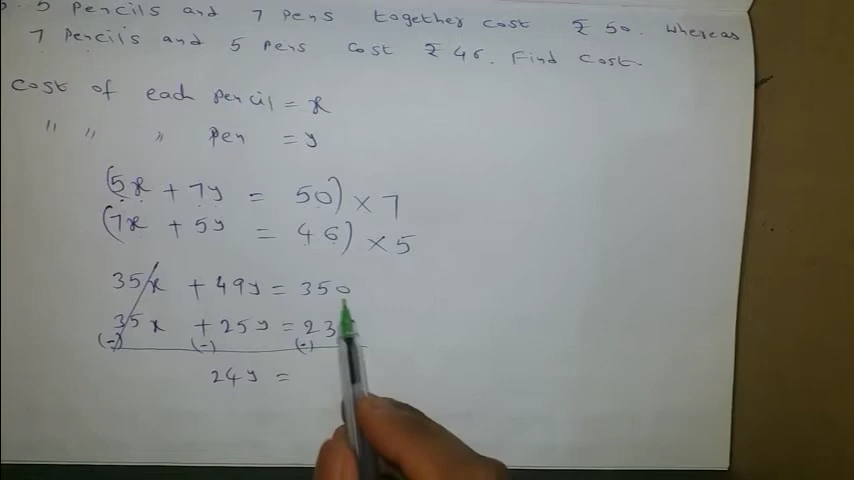 5 pencils and 7 pens together cost ₹ 50. whereas
7 pencils and 5 pens cost ₹ 46. Find cost.
cost of each pencil = x
" " " pen = y
(5x + 7y = 50) × 7
(7x + 5y = 46) × 5
35x + 49y = 350
35x + 25y = 23
(-) (-) (-)
24y =